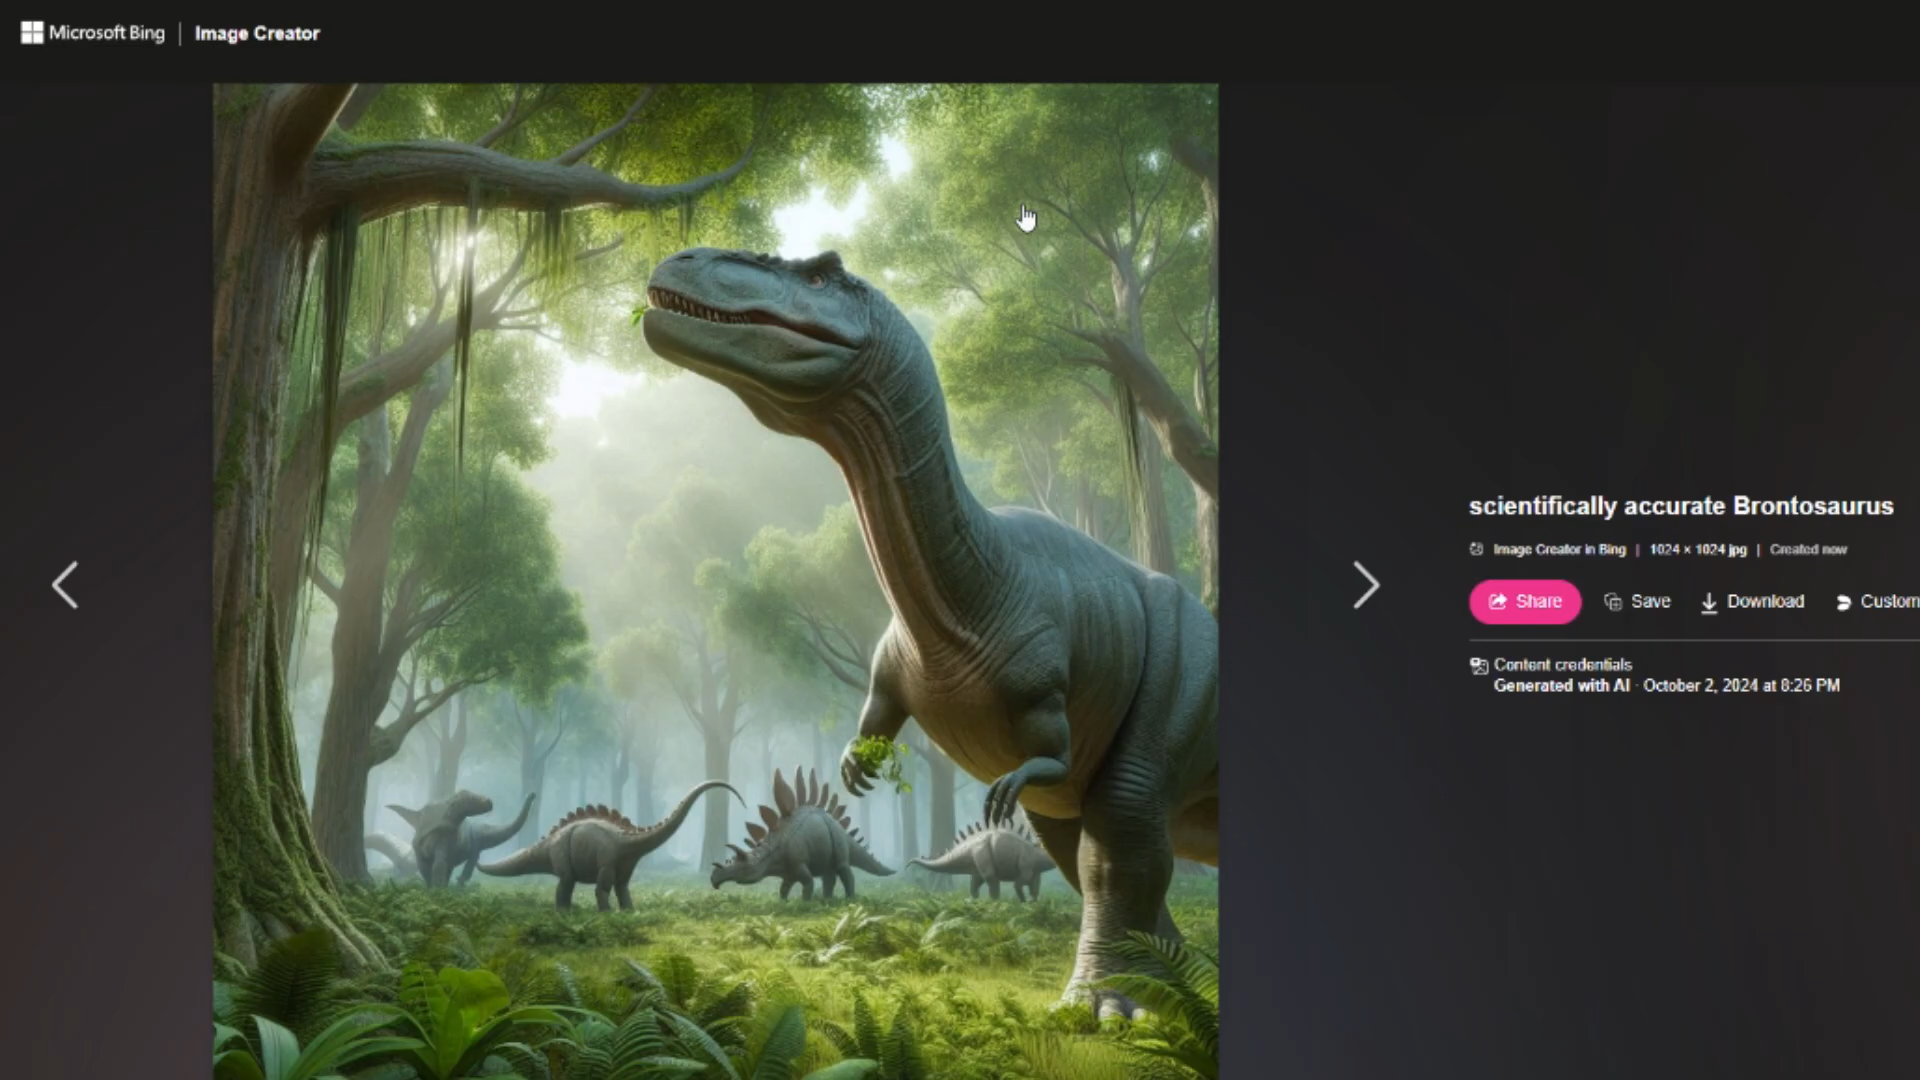 Microsoft Bing | Image Creator
scientifically accurate Brontosaurus
Image Creator in Bing | 1024 × 1024 jpg | Created now
Share Save Download Custom
Content credentials
Generated with AI · October 2, 2024 at 8:26 PM